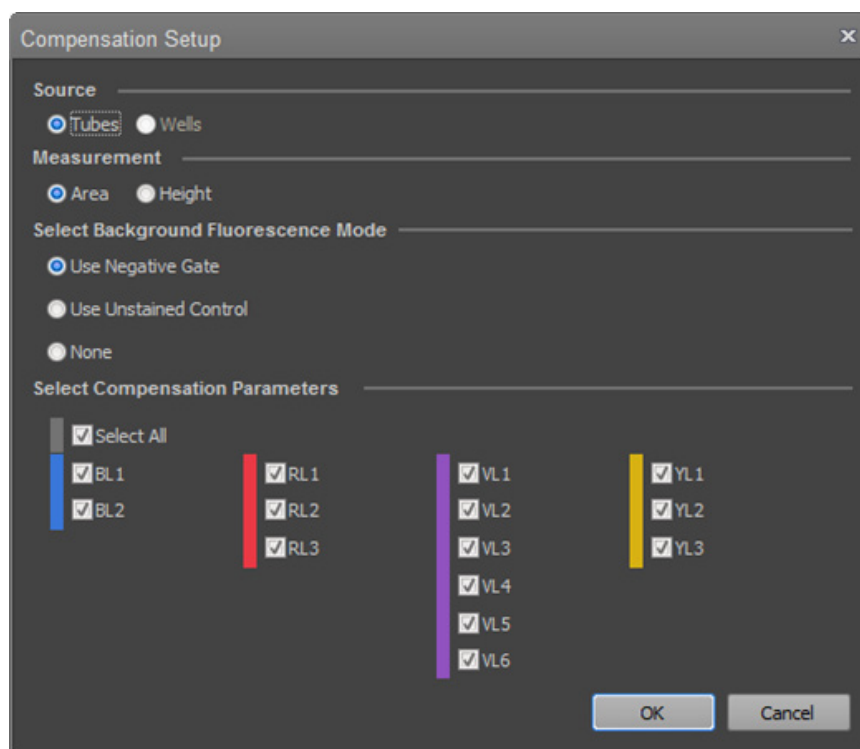 Compensation Setup
Source
Tubes Wells
Measurement
Area Height
Select Background Fluorescence Mode
Use Negative Gate
Use Unstained Control
None
Select Compensation Parameters
Select All
BL1 RL1 VL1 YL1
BL2 RL2 VL2 YL2
RL3 VL3 YL3
VL4
VL5
VL6
OK Cancel